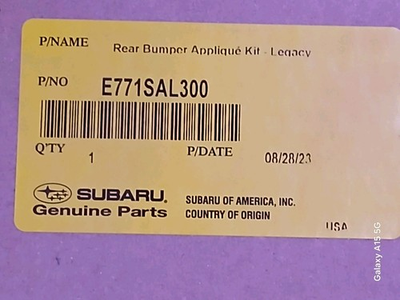 P/NAME Rear Bumper Appliqué Kit - Legacy
P/NO E771SAL300
Q'TY 1 P/DATE 08/28/23
SUBARU. SUBARU OF AMERICA, INC.
Genuine Parts COUNTRY OF ORIGIN
USA
Galaxy A15 5G